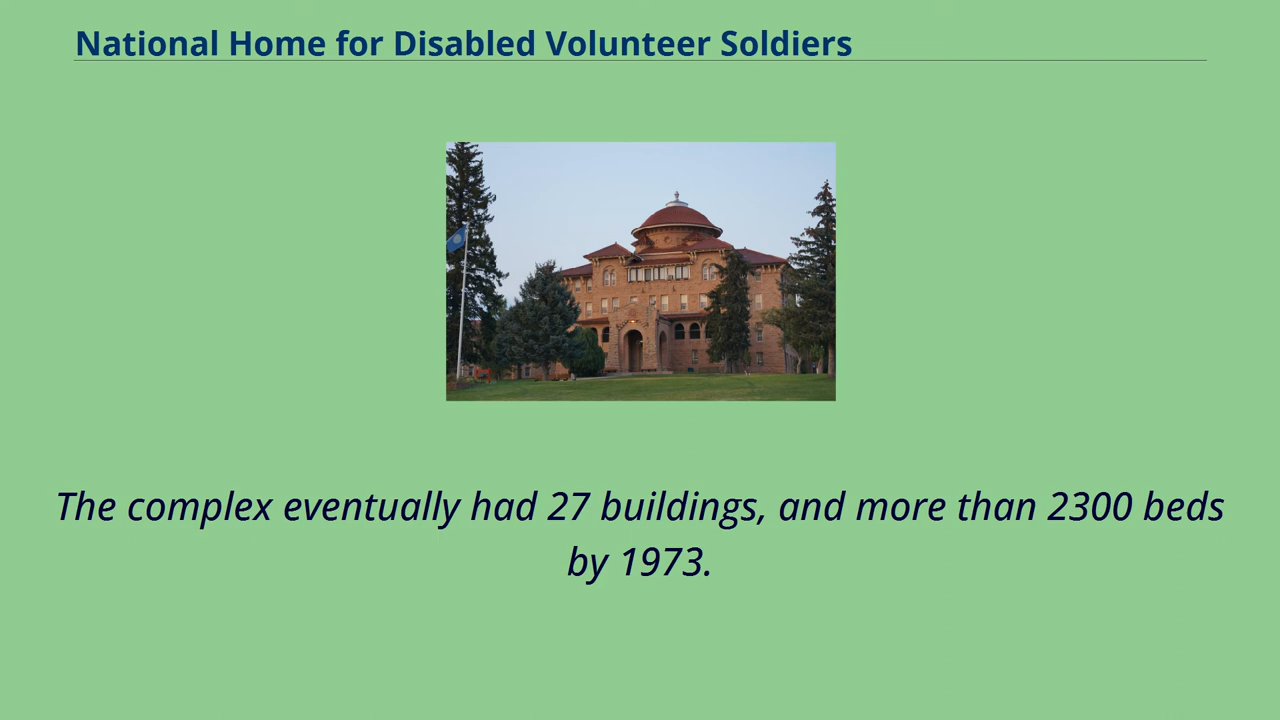 National Home for Disabled Volunteer Soldiers
The complex eventually had 27 buildings, and more than 2300 beds
by 1973.